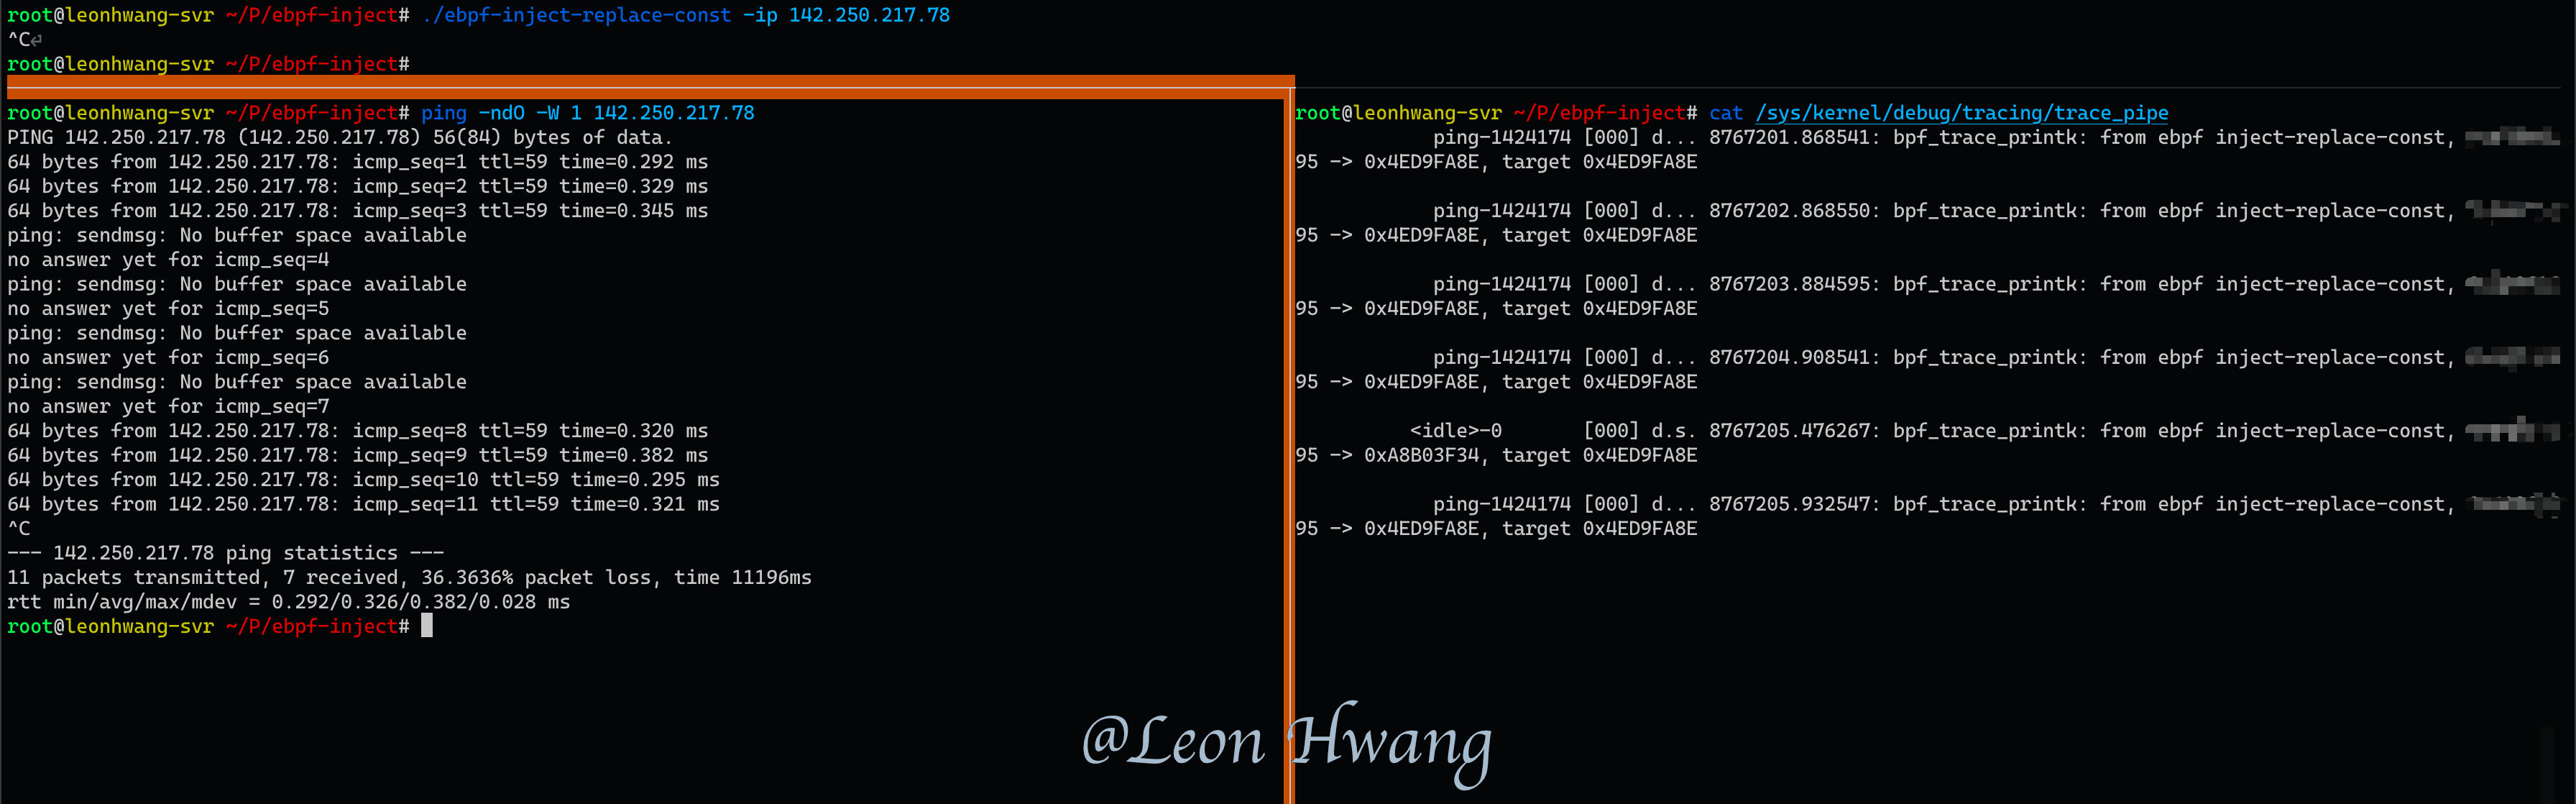 root@leonhwang-svr ~/P/ebpf-inject# ./ebpf-inject-replace-const -ip 142.250.217.78
^C⏎
root@leonhwang-svr ~/P/ebpf-inject#
root@leonhwang-svr ~/P/ebpf-inject# ping -ndO -W 1 142.250.217.78
PING 142.250.217.78 (142.250.217.78) 56(84) bytes of data.
64 bytes from 142.250.217.78: icmp_seq=1 ttl=59 time=0.292 ms
64 bytes from 142.250.217.78: icmp_seq=2 ttl=59 time=0.329 ms
64 bytes from 142.250.217.78: icmp_seq=3 ttl=59 time=0.345 ms
ping: sendmsg: No buffer space available
no answer yet for icmp_seq=4
ping: sendmsg: No buffer space available
no answer yet for icmp_seq=5
ping: sendmsg: No buffer space available
no answer yet for icmp_seq=6
ping: sendmsg: No buffer space available
no answer yet for icmp_seq=7
64 bytes from 142.250.217.78: icmp_seq=8 ttl=59 time=0.320 ms
64 bytes from 142.250.217.78: icmp_seq=9 ttl=59 time=0.382 ms
64 bytes from 142.250.217.78: icmp_seq=10 ttl=59 time=0.295 ms
64 bytes from 142.250.217.78: icmp_seq=11 ttl=59 time=0.321 ms
^C
--- 142.250.217.78 ping statistics ---
11 packets transmitted, 7 received, 36.3636% packet loss, time 11196ms
rtt min/avg/max/mdev = 0.292/0.326/0.382/0.028 ms
root@leonhwang-svr ~/P/ebpf-inject#
root@leonhwang-svr ~/P/ebpf-inject# cat /sys/kernel/debug/tracing/trace_pipe
ping-1424174 [000] d... 8767201.868541: bpf_trace_printk: from ebpf inject-replace-const,
95 -> 0x4ED9FA8E, target 0x4ED9FA8E
ping-1424174 [000] d... 8767202.868550: bpf_trace_printk: from ebpf inject-replace-const,
95 -> 0x4ED9FA8E, target 0x4ED9FA8E
ping-1424174 [000] d... 8767203.884595: bpf_trace_printk: from ebpf inject-replace-const,
95 -> 0x4ED9FA8E, target 0x4ED9FA8E
ping-1424174 [000] d... 8767204.908541: bpf_trace_printk: from ebpf inject-replace-const,
95 -> 0x4ED9FA8E, target 0x4ED9FA8E
<idle>-0 [000] d.s. 8767205.476267: bpf_trace_printk: from ebpf inject-replace-const,
95 -> 0xA8B03F34, target 0x4ED9FA8E
ping-1424174 [000] d... 8767205.932547: bpf_trace_printk: from ebpf inject-replace-const,
95 -> 0x4ED9FA8E, target 0x4ED9FA8E
@Leon Hwang